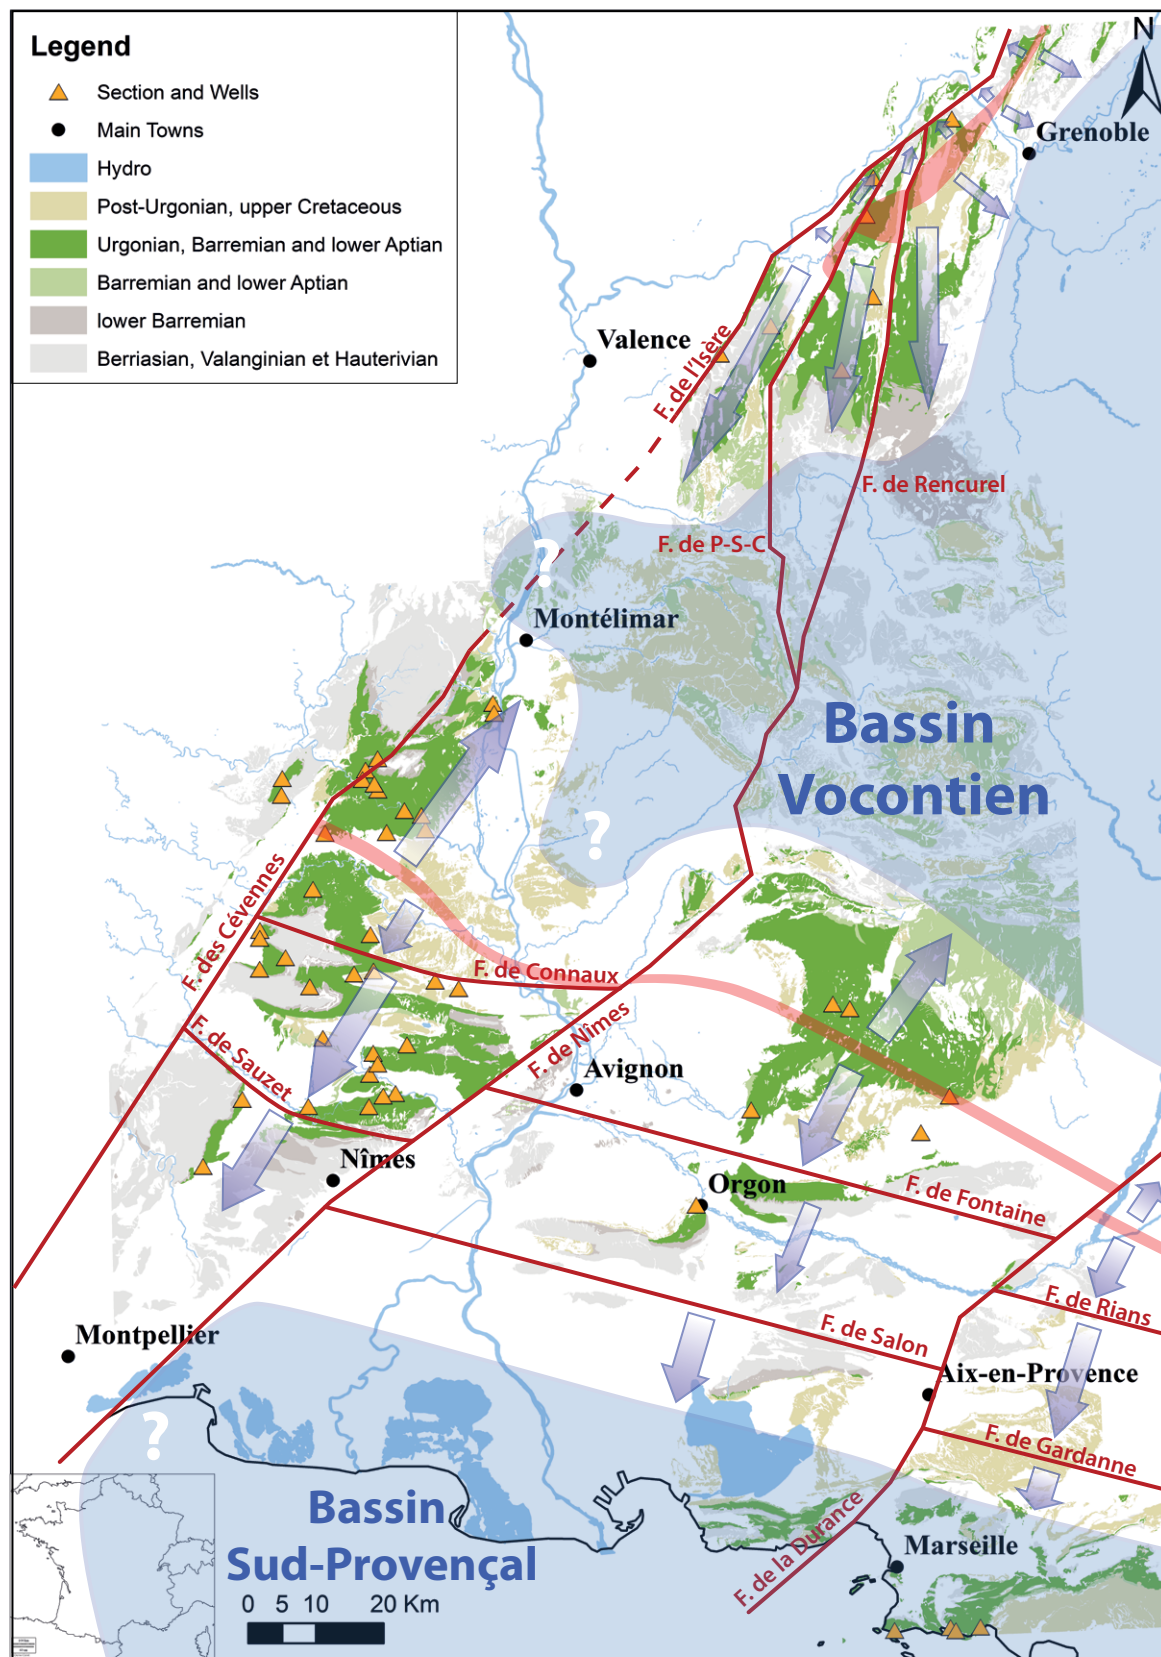 Legend
Section and Wells
Main Towns
Hydro
Post-Urgonian, upper Cretaceous
Urgonian, Barremian and lower Aptian
Barremian and lower Aptian
lower Barremian
Berriasian, Valanginian et Hauterivian
N
Grenoble
Valence
F. de l'Isère
F. de Rencurel
F. de P-S-C
?
Montélimar
Bassin
Vocontien
?
F. des Cévennes
F. de Connaux
F. de Nîmes
F. de Sauzet
Avignon
Nîmes
Orgon
F. de Fontaine
F. de Rians
F. de Salon
Montpellier
Aix-en-Provence
?
F. de Gardanne
Bassin
Sud-Provençal
F. de la Durance
Marseille
0 5 10 20 Km